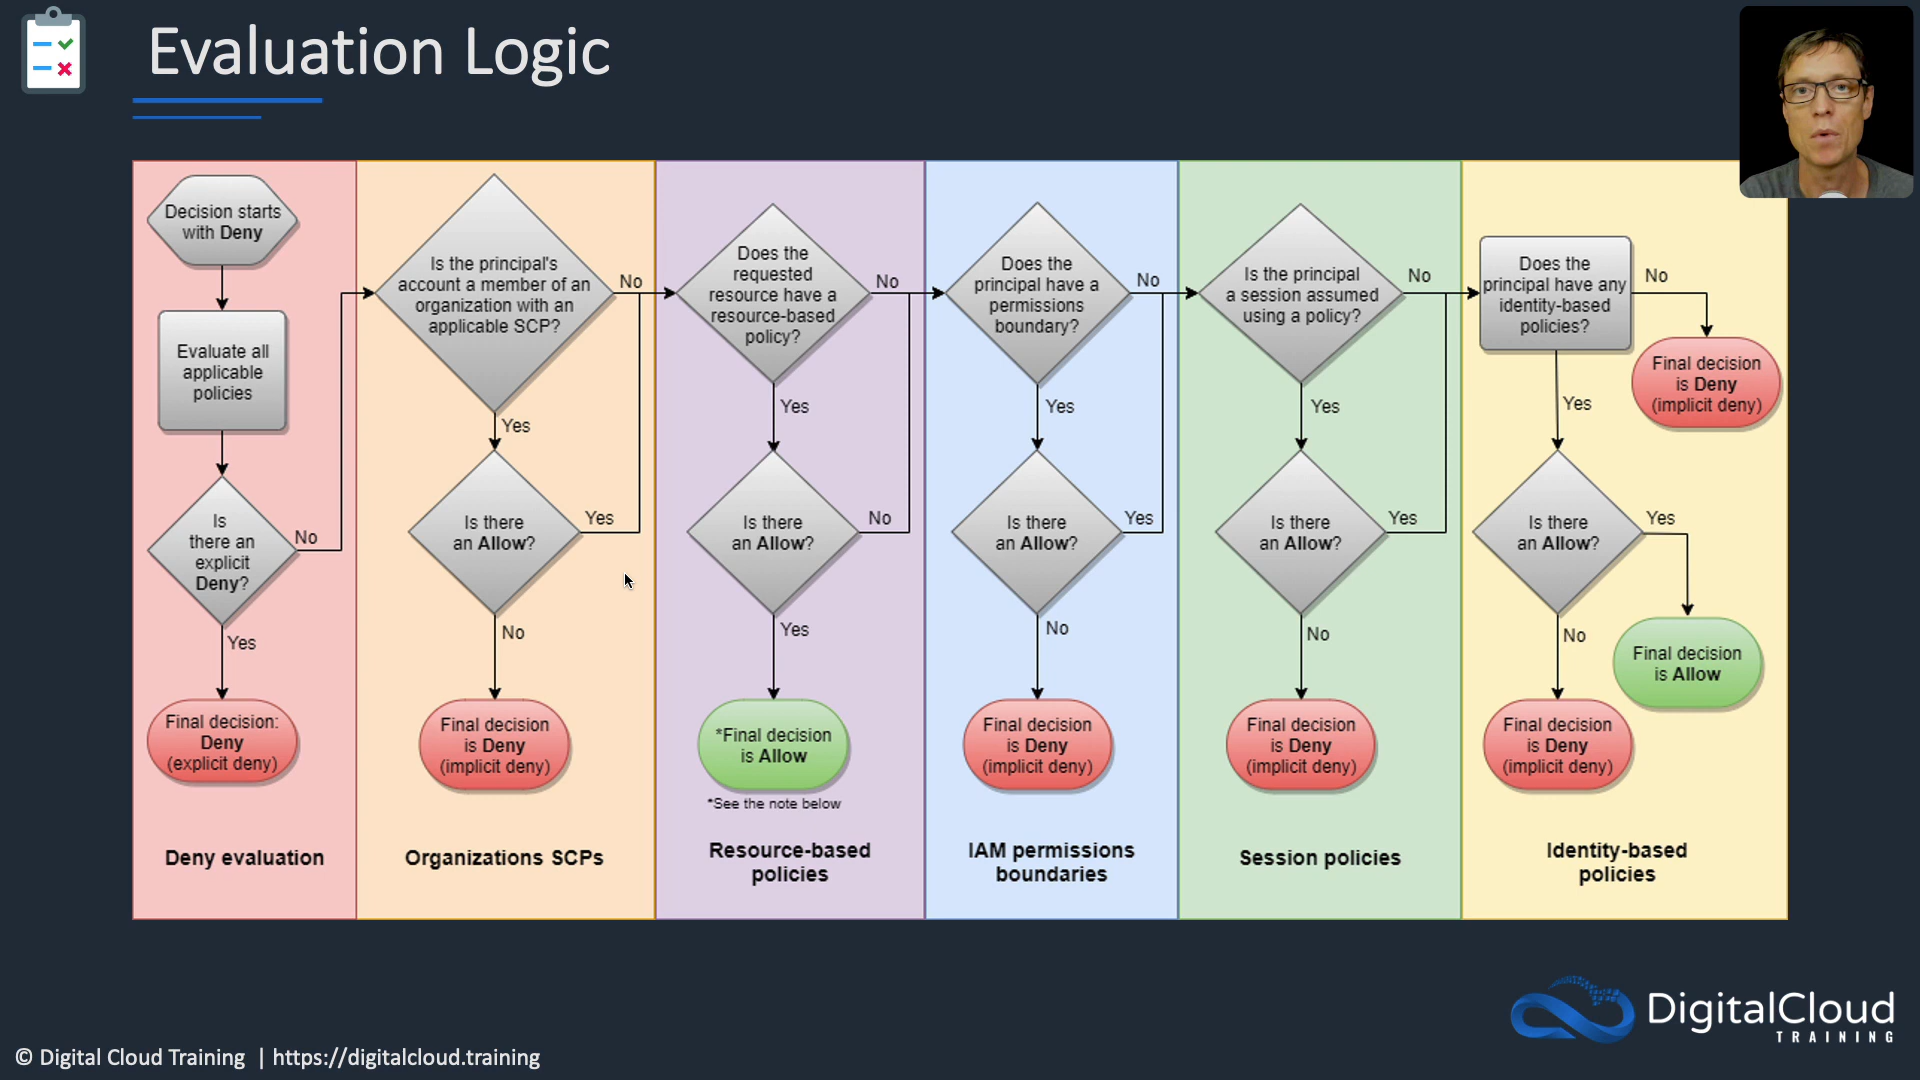 Evaluation Logic
Decision starts
with Deny
Evaluate all
applicable
policies
Is
there an
explicit
Deny?
No
Yes
Final decision:
Deny
(explicit deny)
Deny evaluation
Is the principal's
account a member of an
organization with an
applicable SCP?
No
Yes
Is there
an Allow?
Yes
No
Final decision
is Deny
(implicit deny)
Organizations SCPs
Does the
requested
resource have a
resource-based
policy?
No
Yes
Is there
an Allow?
No
Yes
*Final decision
is Allow
*See the note below
Resource-based
policies
Does the
principal have a
permissions
boundary?
No
Yes
Is there
an Allow?
Yes
No
Final decision
is Deny
(implicit deny)
IAM permissions
boundaries
Is the principal
a session assumed
using a policy?
No
Yes
Is there
an Allow?
Yes
No
Final decision
is Deny
(implicit deny)
Session policies
Does the
principal have any
identity-based
policies?
No
Final decision
is Deny
(implicit deny)
Yes
Is there
an Allow?
Yes
Final decision
is Allow
No
Final decision
is Deny
(implicit deny)
Identity-based
policies
DigitalCloud
TRAINING
© Digital Cloud Training | https://digitalcloud.training